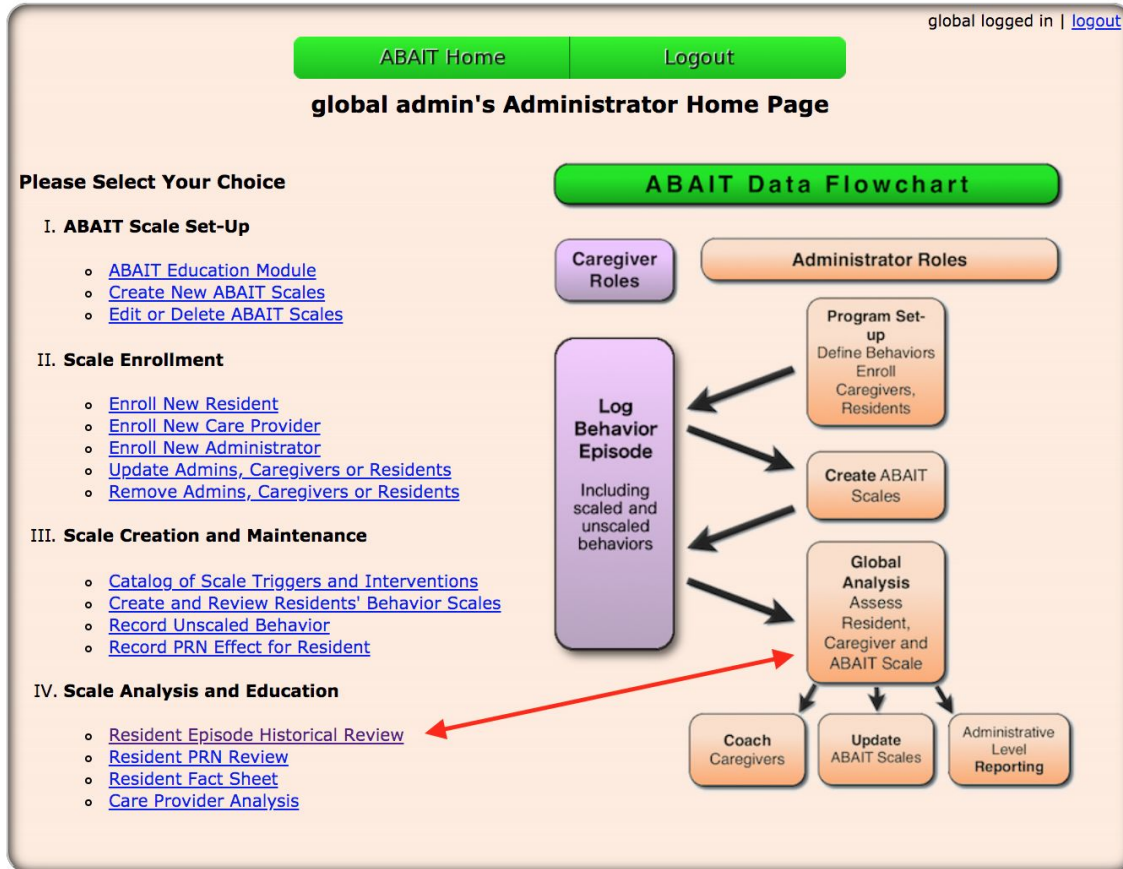 global logged in | logout
ABAIT Home
Logout
global admin's Administrator Home Page
Please Select Your Choice
I. ABAIT Scale Set-Up
ABAIT Education Module
Create New ABAIT Scales
Edit or Delete ABAIT Scales
II. Scale Enrollment
Enroll New Resident
Enroll New Care Provider
Enroll New Administrator
Update Admins, Caregivers or Residents
Remove Admins, Caregivers or Residents
III. Scale Creation and Maintenance
Catalog of Scale Triggers and Interventions
Create and Review Residents' Behavior Scales
Record Unscaled Behavior
Record PRN Effect for Resident
IV. Scale Analysis and Education
Resident Episode Historical Review
Resident PRN Review
Resident Fact Sheet
Care Provider Analysis
ABAIT Data Flowchart
Caregiver
Roles
Administrator Roles
Program Set-
up
Define Behaviors
Enroll
Caregivers,
Residents
Log
Behavior
Episode
Including
scaled and
unscaled
behaviors
Create ABAIT
Scales
Global
Analysis
Assess
Resident,
Caregiver and
ABAIT Scale
Coach
Caregivers
Update
ABAIT Scales
Administrative
Level
Reporting